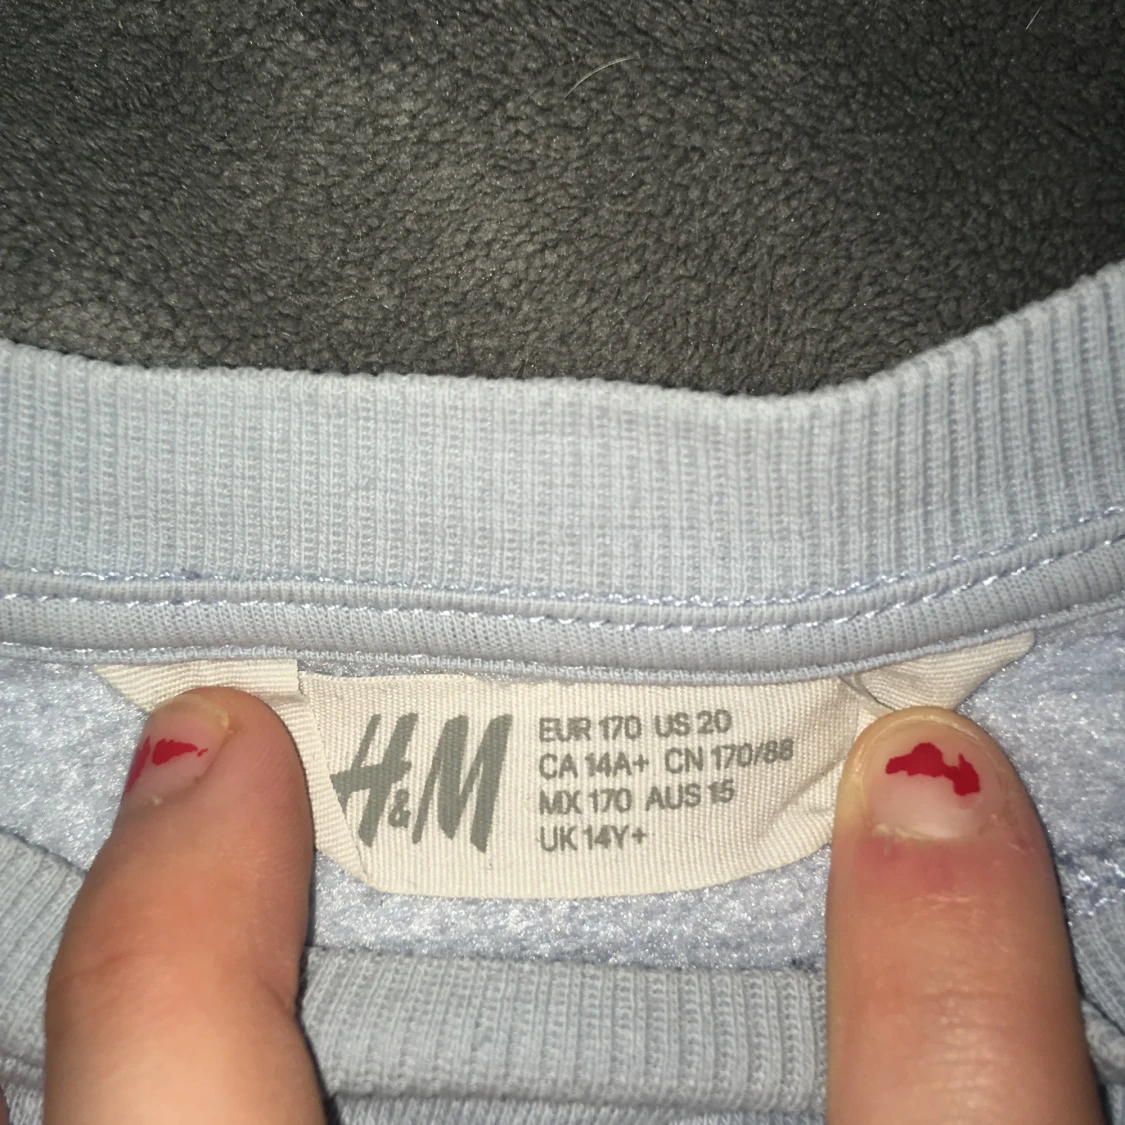 H&M
EUR 170 US 20
CA 14A+ CN 170/88
MX 170 AUS 15
UK 14Y+